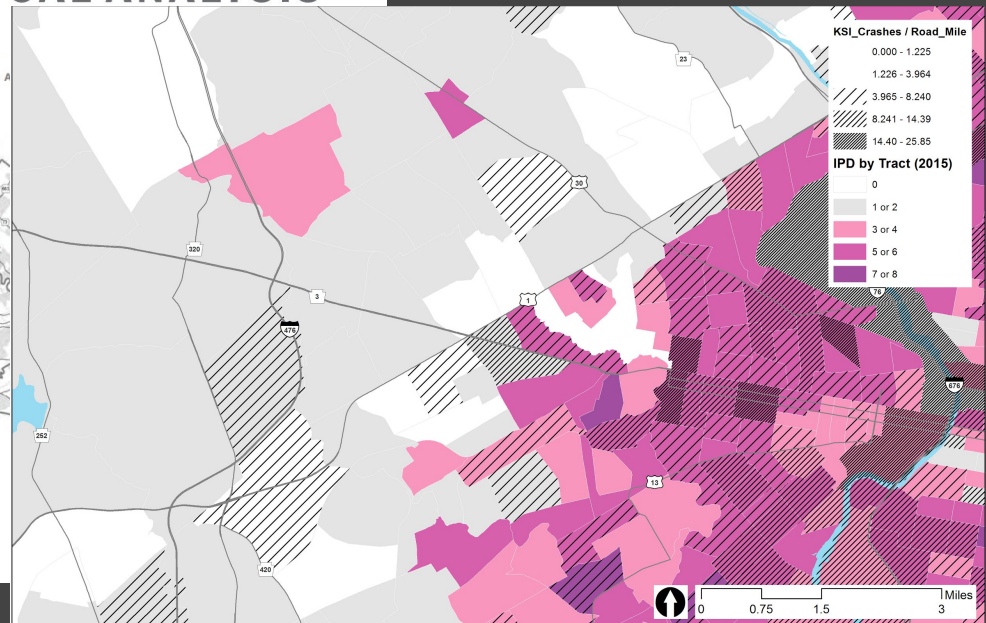 23
30
320
3
1
476
76
676
252
13
420
KSI_Crashes / Road_Mile
0.000 - 1.225
1.226 - 3.964
3.965 - 8.240
8.241 - 14.39
14.40 - 25.85
IPD by Tract (2015)
0
1 or 2
3 or 4
5 or 6
7 or 8
Miles
0 0.75 1.5 3